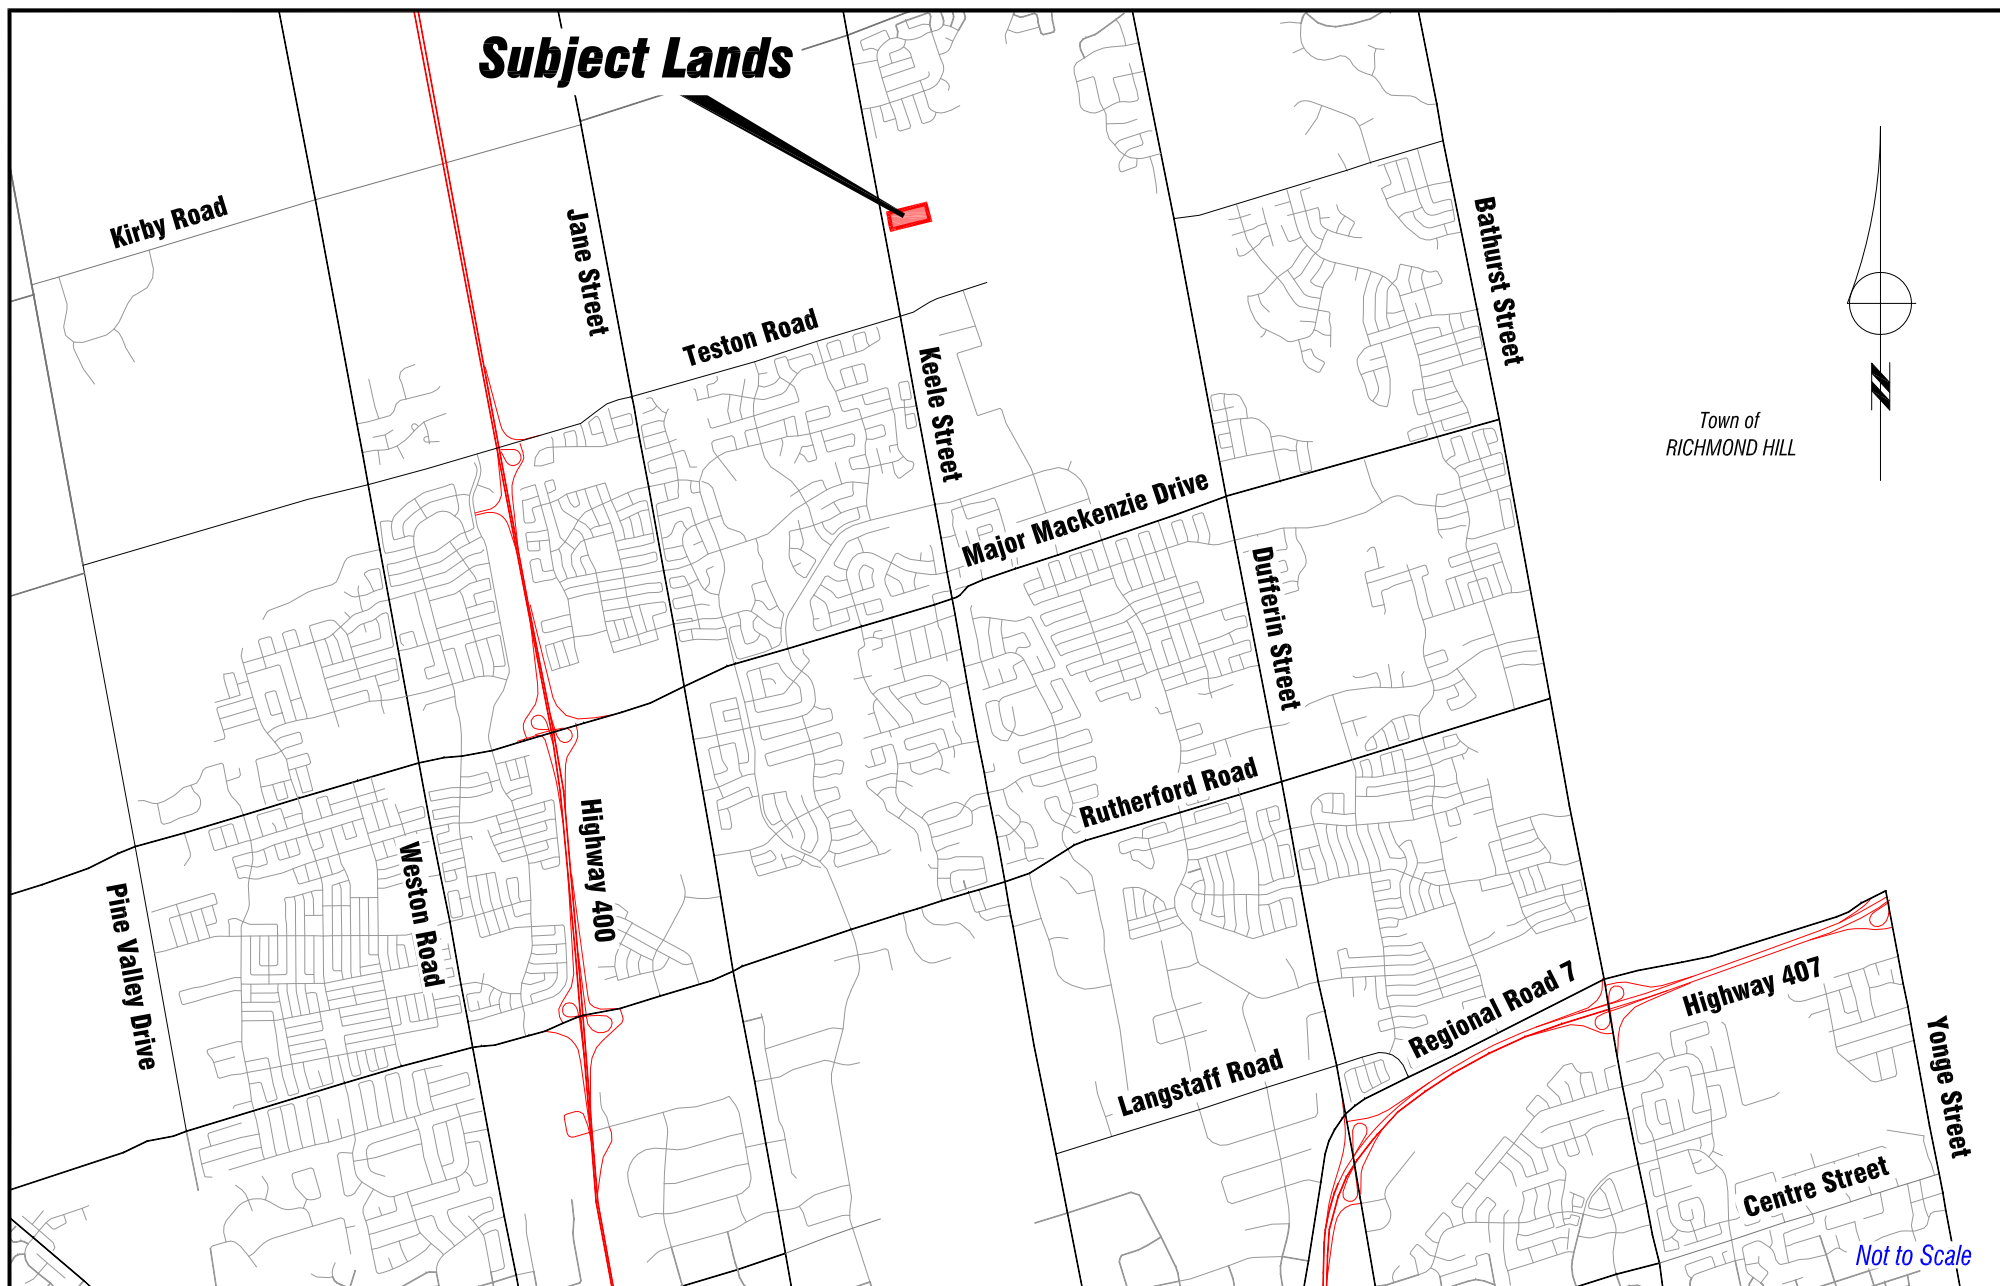 Subject Lands
Kirby Road
Jane Street
Bathurst Street
Teston Road
Keele Street
Town of
RICHMOND HILL
N
Major Mackenzie Drive
Dufferin Street
Rutherford Road
Highway 400
Weston Road
Pine Valley Drive
Regional Road 7
Highway 407
Langstaff Road
Yonge Street
Centre Street
Not to Scale